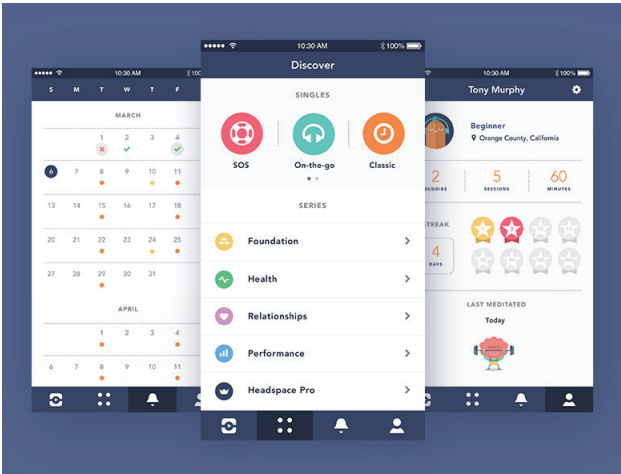 10:30 AM
100
S M T W T F
MARCH
1 2 3 4
6 7 8 9 10 11
13 14 15 16 17 18
20 21 22 23 24 25
27 28 29 30 31
APRIL
1 2 3 4
6 7 8 9 10 11
10:30 AM
100%
Discover
SINGLES
SOS
On-the-go
Classic
SERIES
Foundation
Health
Relationships
Performance
Headspace Pro
10:30 AM
100%
Tony Murphy
Beginner
Orange County, California
2 5 60
UDDIES SESSIONS MINUTES
TREAK
4
DAYS
LAST MEDITATED
Today